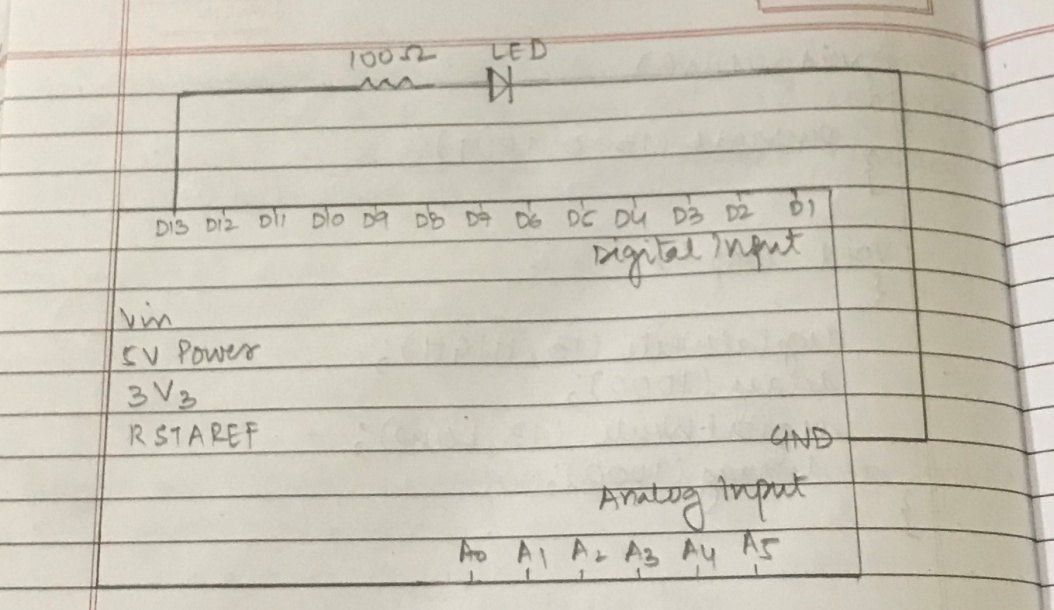 100Ω LED
D13 D12 D11 D10 D9 D8 D7 D6 D5 D4 D3 D2 D1
Digital Input
Vin
5V Power
3V3
RSTAREF
GND
Analog Input
A0 A1 A2 A3 A4 A5